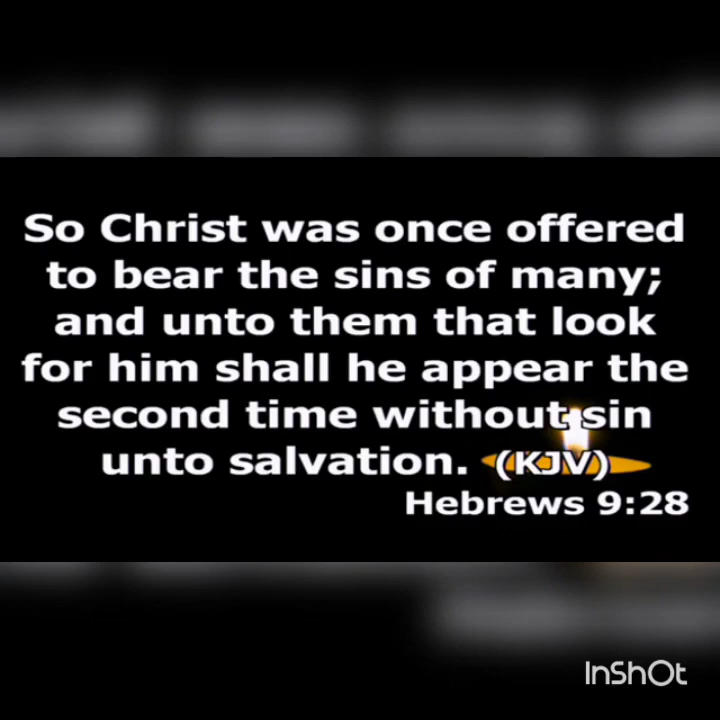 So Christ was once offered
to bear the sins of many;
and unto them that look
for him shall he appear the
second time without sin
unto salvation. (KJV)
Hebrews 9:28
InShOt